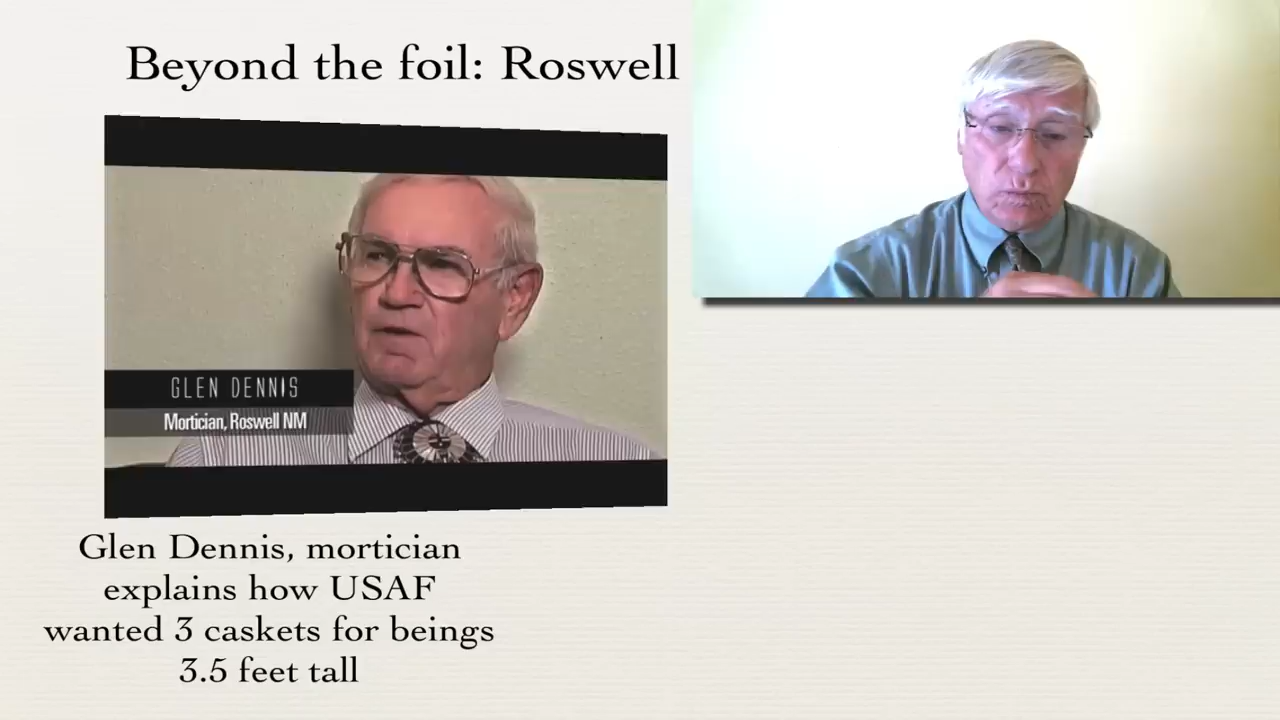 Beyond the foil: Roswell
GLEN DENNIS
Mortician, Roswell NM
Glen Dennis, mortician
explains how USAF
wanted 3 caskets for beings
3.5 feet tall